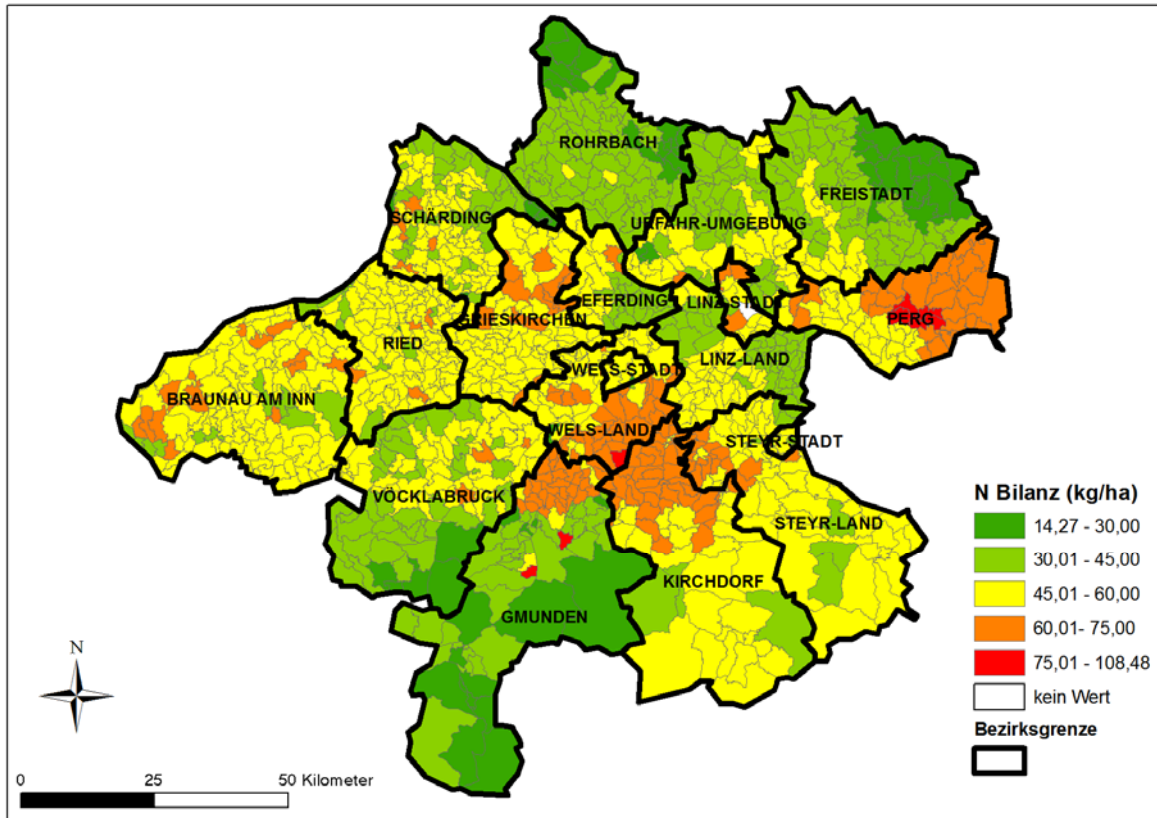 ROHRBACH
FREISTADT
SCHÄRDING
URFAHR-UMGEBUNG
EFERDING
LINZ-STADT
GRIESKIRCHEN
PERG
RIED
LINZ-LAND
WELS-STADT
BRAUNAU AM INN
WELS-LAND
STEYR-STADT
VÖCKLABRUCK
STEYR-LAND
KIRCHDORF
GMUNDEN
N Bilanz (kg/ha)
14,27 - 30,00
30,01 - 45,00
45,01 - 60,00
60,01- 75,00
75,01 - 108,48
kein Wert
Bezirksgrenze
N
0 25 50 Kilometer